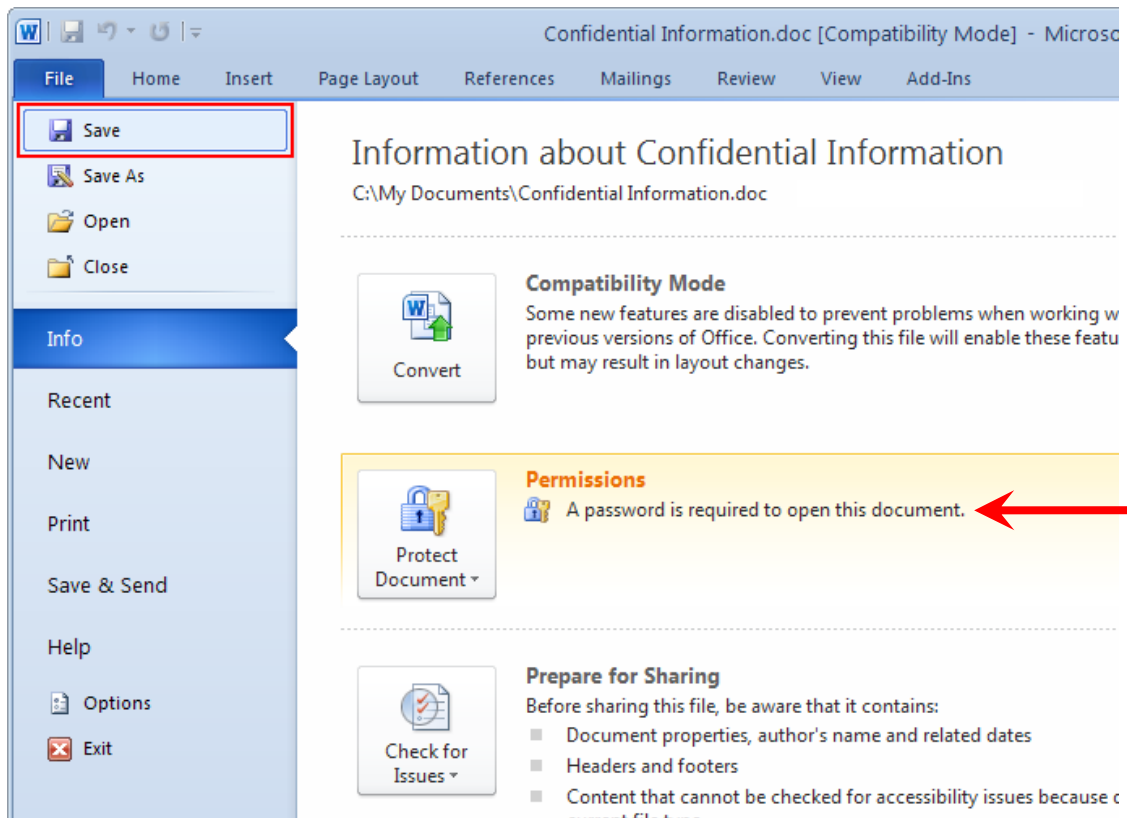 Confidential Information.doc [Compatibility Mode] - Microso
File Home Insert Page Layout References Mailings Review View Add-Ins
Save
Save As
Open
Close
Info
Recent
New
Print
Save & Send
Help
Options
Exit
Information about Confidential Information
C:\My Documents\Confidential Information.doc
Convert
Compatibility Mode
Some new features are disabled to prevent problems when working w
previous versions of Office. Converting this file will enable these featu
but may result in layout changes.
Protect
Document
Permissions
A password is required to open this document.
Check for
Issues
Prepare for Sharing
Before sharing this file, be aware that it contains:
Document properties, author's name and related dates
Headers and footers
Content that cannot be checked for accessibility issues because